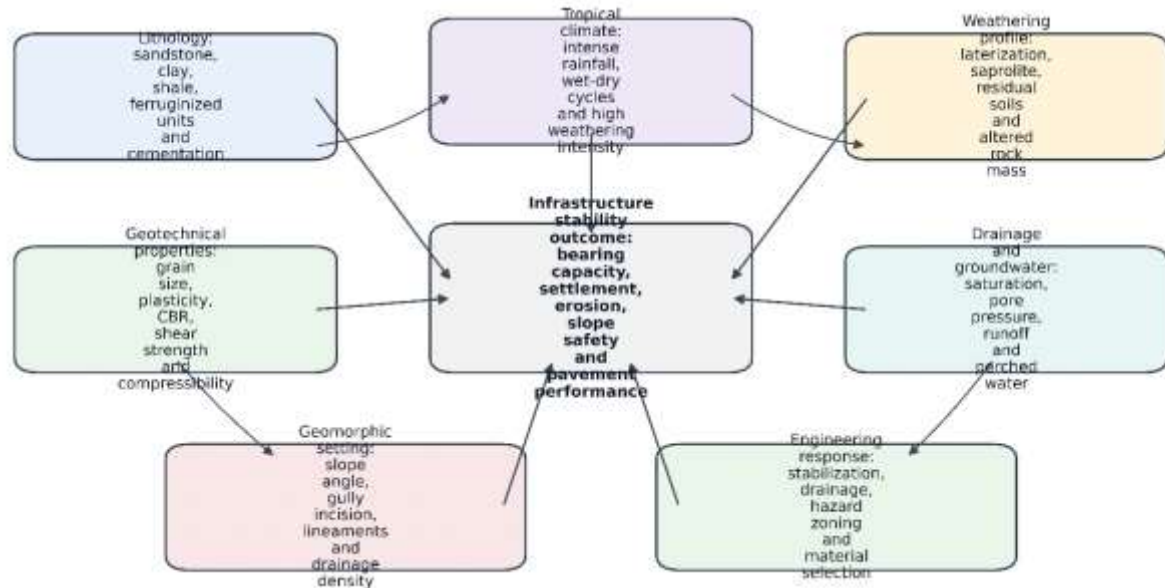 Lithology:
sandstone,
clay,
shale,
ferruginized
units
and
cementation
Tropical
climate:
intense
rainfall,
wet-dry
cycles
and high
weathering
intensity
Weathering
profile:
laterization,
saprolite,
residual
soils
and
altered
rock
mass
Geotechnical
properties:
grain
size,
plasticity,
CBR,
shear
strength
and
compressibility
Infrastructure
stability
outcome:
bearing
capacity,
settlement,
erosion,
slope
safety
and
pavement
performance
Drainage
and
groundwater:
saturation,
pore
pressure,
runoff
and
perched
water
Geomorphic
setting:
slope
angle,
gully
incision,
lineaments
and
drainage
density
Engineering
response:
stabilization,
drainage,
hazard
zoning
and
material
selection